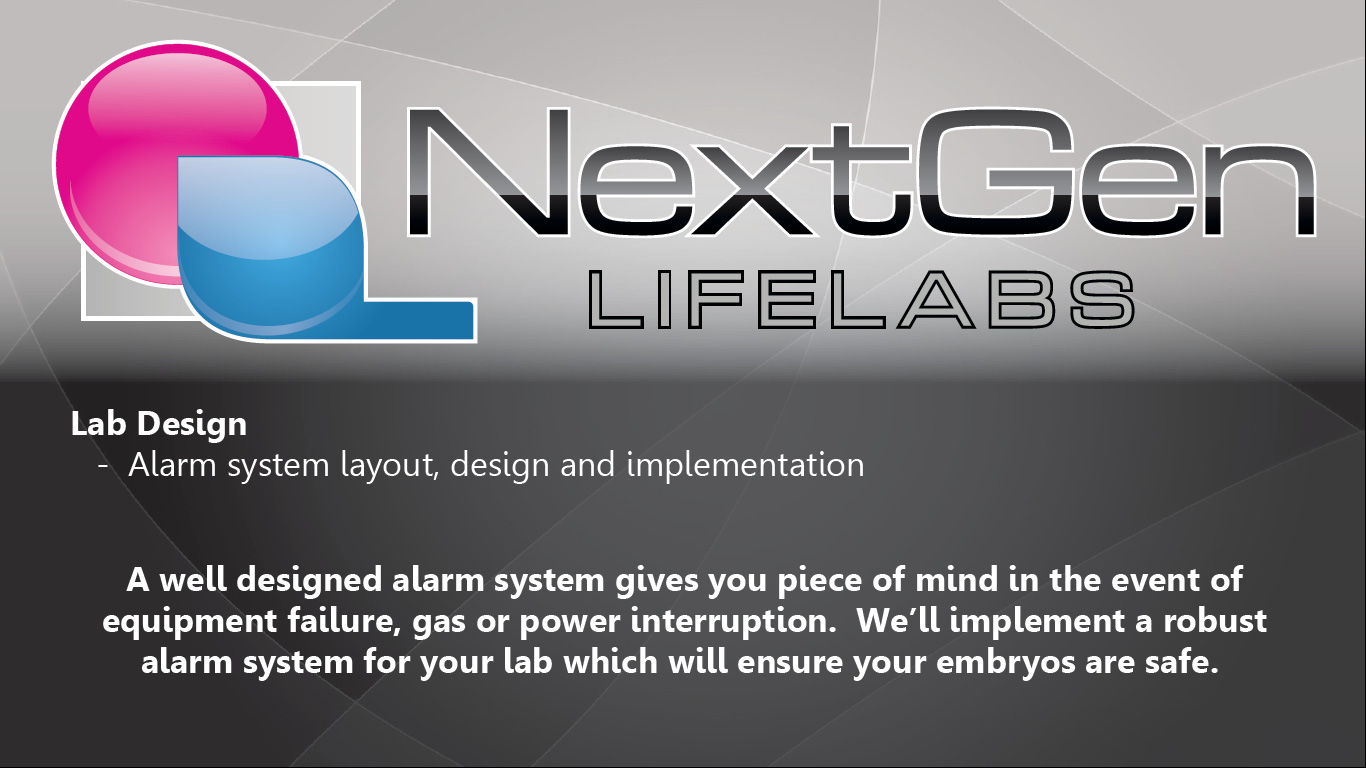 NextGen
LIFELABS
Lab Design
- Alarm system layout, design and implementation
A well designed alarm system gives you piece of mind in the event of
equipment failure, gas or power interruption.  We’ll implement a robust
alarm system for your lab which will ensure your embryos are safe.